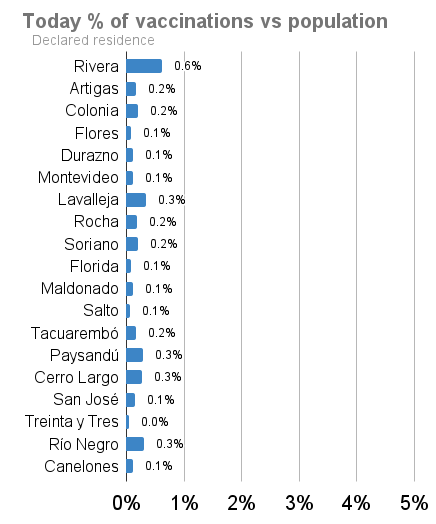 Today % of vaccinations vs population
Declared residence
Rivera 0.6%
Artigas 0.2%
Colonia 0.2%
Flores 0.1%
Durazno 0.1%
Montevideo 0.1%
Lavalleja 0.3%
Rocha 0.2%
Soriano 0.2%
Florida 0.1%
Maldonado 0.1%
Salto 0.1%
Tacuarembó 0.2%
Paysandú 0.3%
Cerro Largo 0.3%
San José 0.1%
Treinta y Tres 0.0%
Río Negro 0.3%
Canelones 0.1%
0% 1% 2% 3% 4% 5%